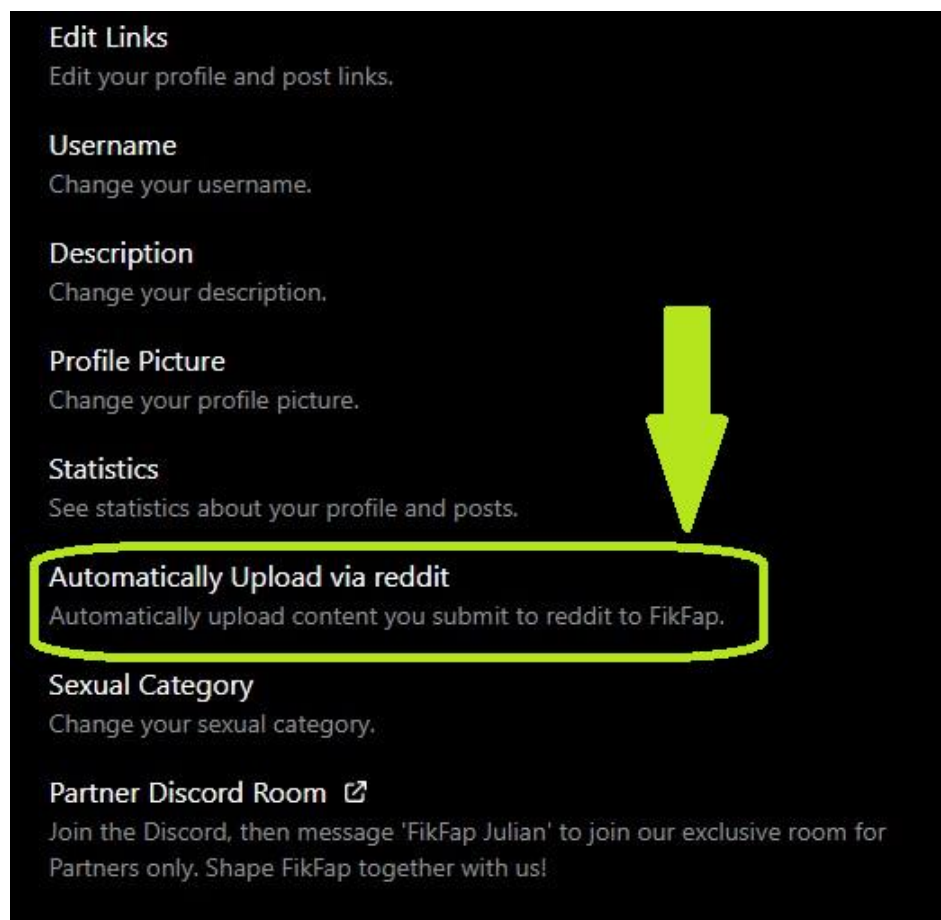 Edit Links
Edit your profile and post links.
Username
Change your username.
Description
Change your description.
Profile Picture
Change your profile picture.
Statistics
See statistics about your profile and posts.
Automatically Upload via reddit
Automatically upload content you submit to reddit to FikFap.
Sexual Category
Change your sexual category.
Partner Discord Room
Join the Discord, then message 'FikFap Julian' to join our exclusive room for
Partners only. Shape FikFap together with us!